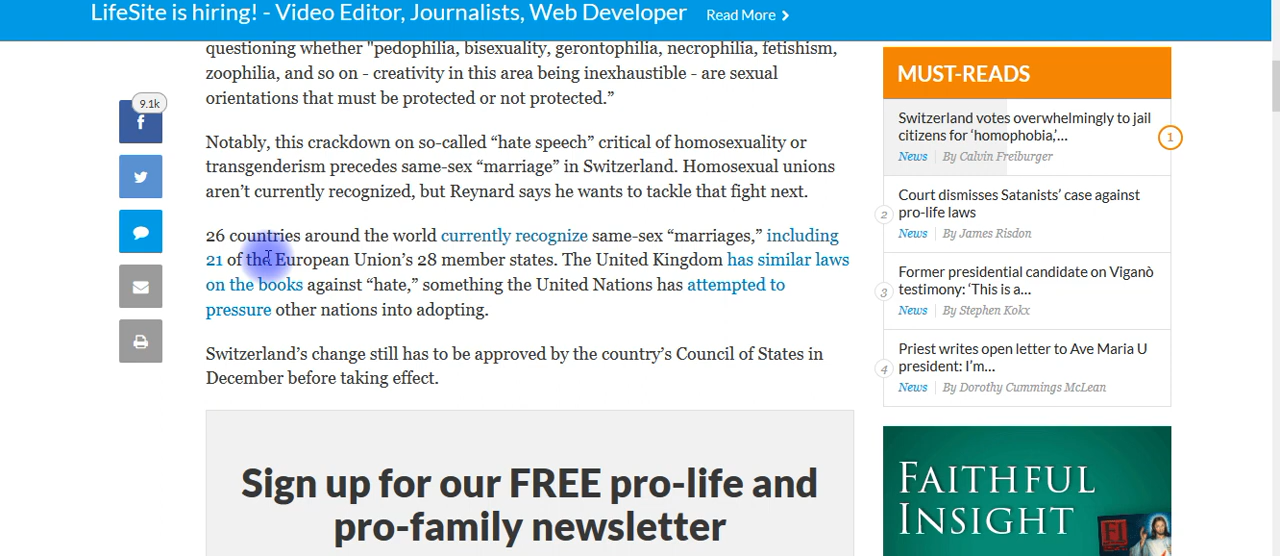 LifeSite is hiring! - Video Editor, Journalists, Web Developer Read More
questioning whether "pedophilia, bisexuality, gerontophilia, necrophilia, fetishism,
zoophilia, and so on - creativity in this area being inexhaustible - are sexual
orientations that must be protected or not protected.”
9.1k
Notably, this crackdown on so-called “hate speech” critical of homosexuality or
transgenderism precedes same-sex “marriage” in Switzerland. Homosexual unions
aren’t currently recognized, but Reynard says he wants to tackle that fight next.
26 countries around the world currently recognize same-sex “marriages,” including
21 of the European Union’s 28 member states. The United Kingdom has similar laws
on the books against “hate,” something the United Nations has attempted to
pressure other nations into adopting.
Switzerland’s change still has to be approved by the country’s Council of States in
December before taking effect.
Sign up for our FREE pro-life and
pro-family newsletter
MUST-READS
Switzerland votes overwhelmingly to jail
citizens for ‘homophobia,’...
1
News By Calvin Freiburger
Court dismisses Satanists’ case against
2
pro-life laws
News By James Risdon
Former presidential candidate on Viganò
3
testimony: ‘This is a...
News By Stephen Kokx
Priest writes open letter to Ave Maria U
4
president: I’m...
News By Dorothy Cummings McLean
FAITHFUL
INSIGHT
FI